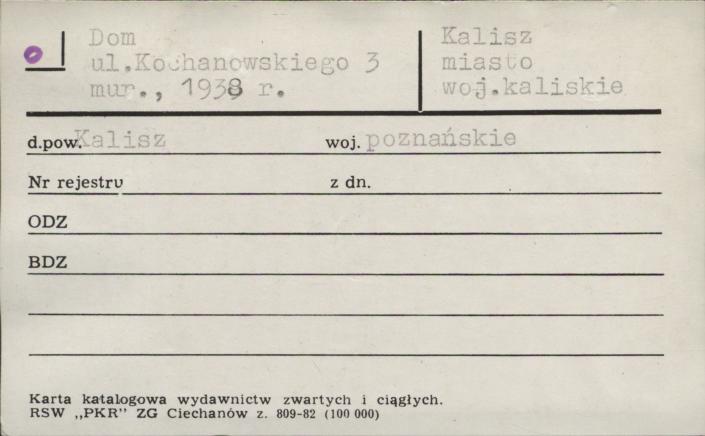 Dom
ul.Kochanowskiego 3
mur., 1938 r.
Kalisz
miasto
woj.kaliskie
d.pow.Kalisz woj. poznańskie
Nr rejestru z dn.
ODZ
BDZ
Karta katalogowa wydawnictw zwartych i ciągłych.
RSW „PKR” ZG Ciechanów z. 809-82 (100 000)